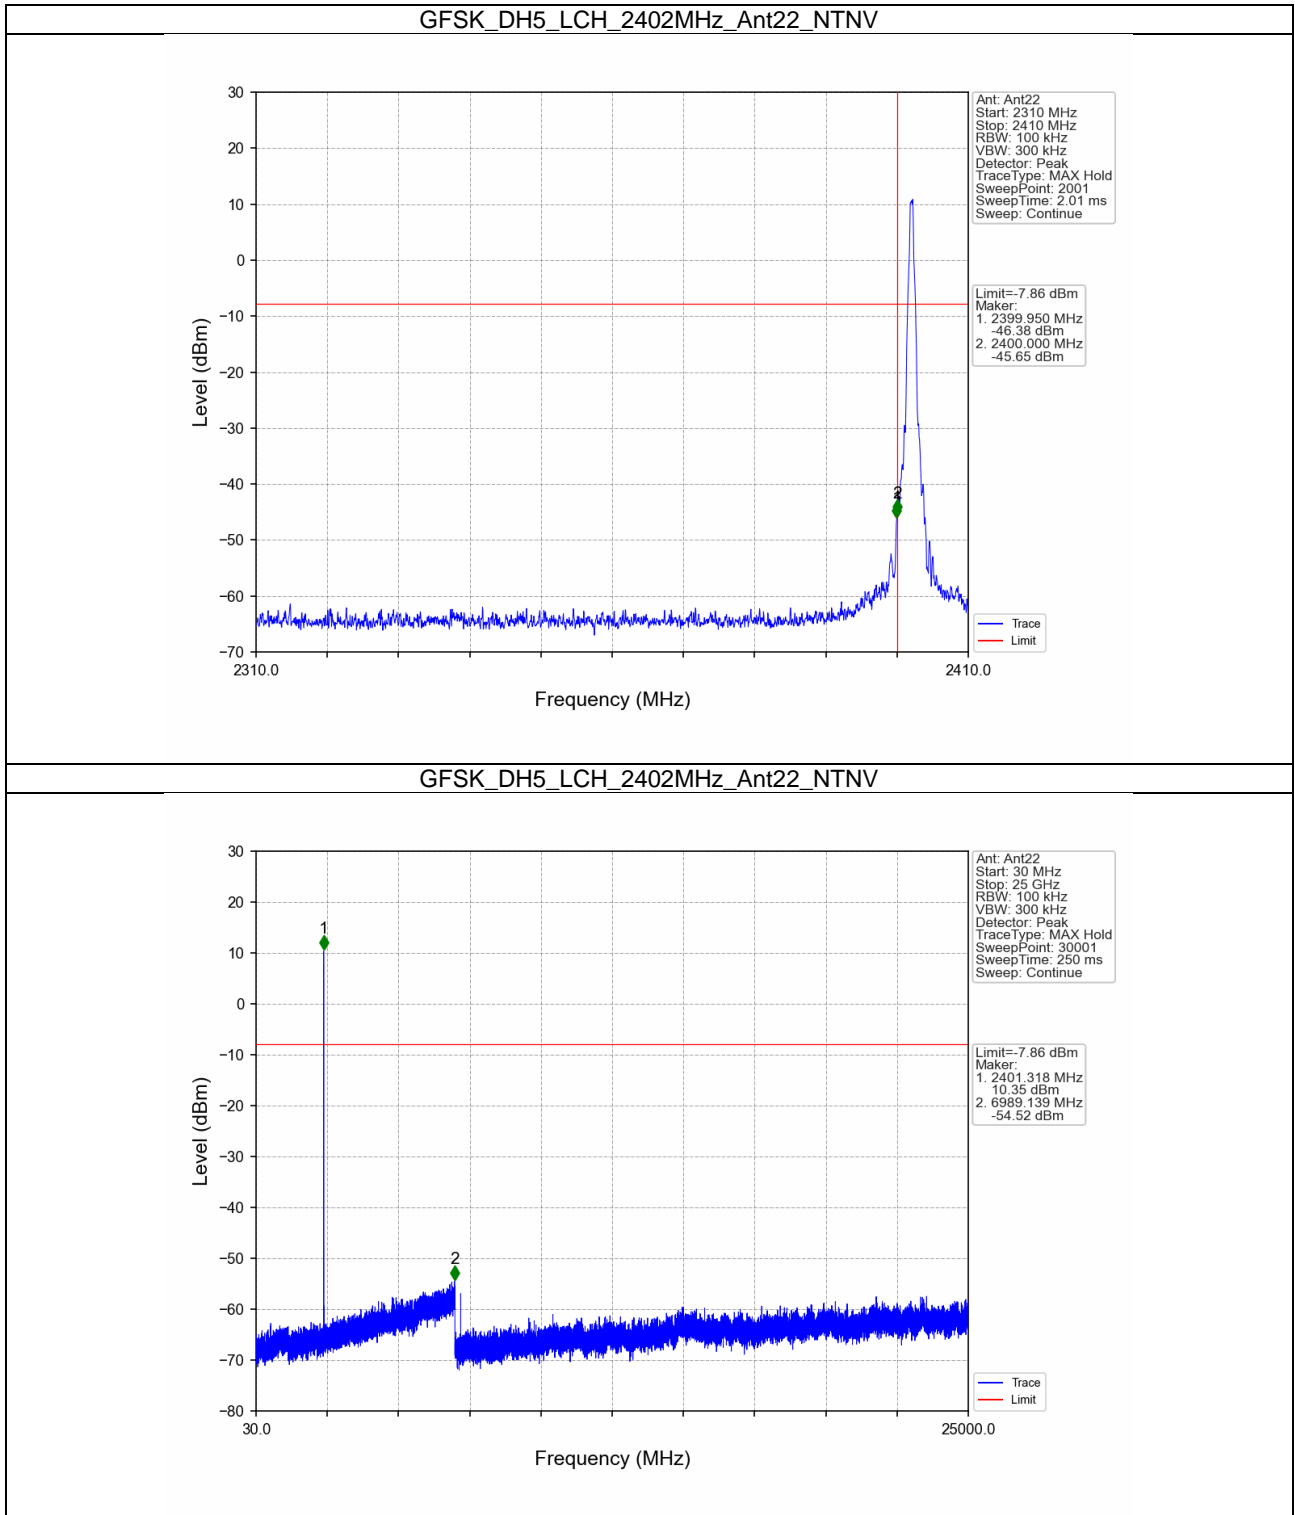 GFSK_DH5_LCH_2402MHz_Ant22_NTNV
30
20
10
0
−10
−20
−30
−40
−50
−60
−70
Level (dBm)
2310.0
2410.0
Frequency (MHz)
2
Ant: Ant22
Start: 2310 MHz
Stop: 2410 MHz
RBW: 100 kHz
VBW: 300 kHz
Detector: Peak
TraceType: MAX Hold
SweepPoint: 2001
SweepTime: 2.01 ms
Sweep: Continue
Limit=-7.86 dBm
Maker:
1. 2399.950 MHz
-46.38 dBm
2. 2400.000 MHz
-45.65 dBm
Trace
Limit
GFSK_DH5_LCH_2402MHz_Ant22_NTNV
30
20
10
0
−10
−20
−30
−40
−50
−60
−70
−80
Level (dBm)
30.0
25000.0
Frequency (MHz)
1
2
Ant: Ant22
Start: 30 MHz
Stop: 25 GHz
RBW: 100 kHz
VBW: 300 kHz
Detector: Peak
TraceType: MAX Hold
SweepPoint: 30001
SweepTime: 250 ms
Sweep: Continue
Limit=-7.86 dBm
Maker:
1. 2401.318 MHz
10.35 dBm
2. 6989.139 MHz
-54.52 dBm
Trace
Limit